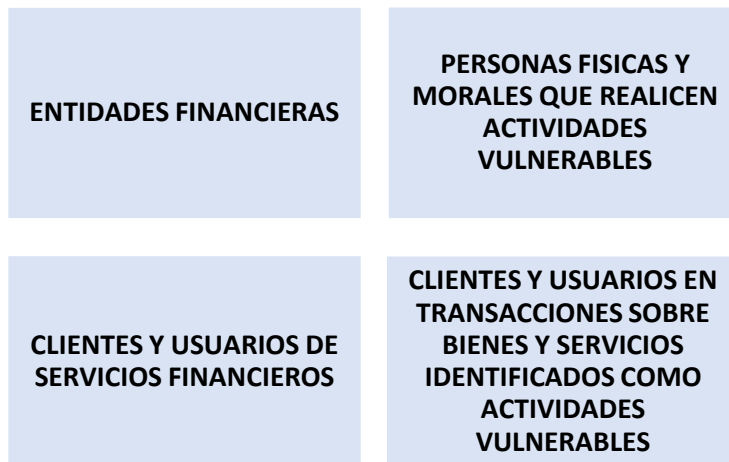 ENTIDADES FINANCIERAS
PERSONAS FISICAS Y
MORALES QUE REALICEN
ACTIVIDADES
VULNERABLES
CLIENTES Y USUARIOS DE
SERVICIOS FINANCIEROS
CLIENTES Y USUARIOS EN
TRANSACCIONES SOBRE
BIENES Y SERVICIOS
IDENTIFICADOS COMO
ACTIVIDADES
VULNERABLES